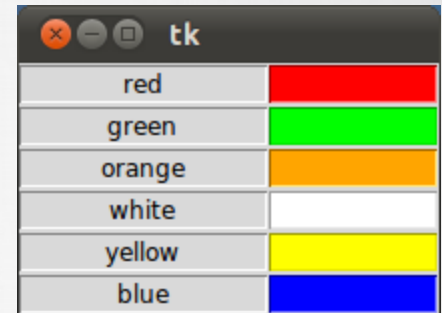 tk
red
green
orange
white
yellow
blue